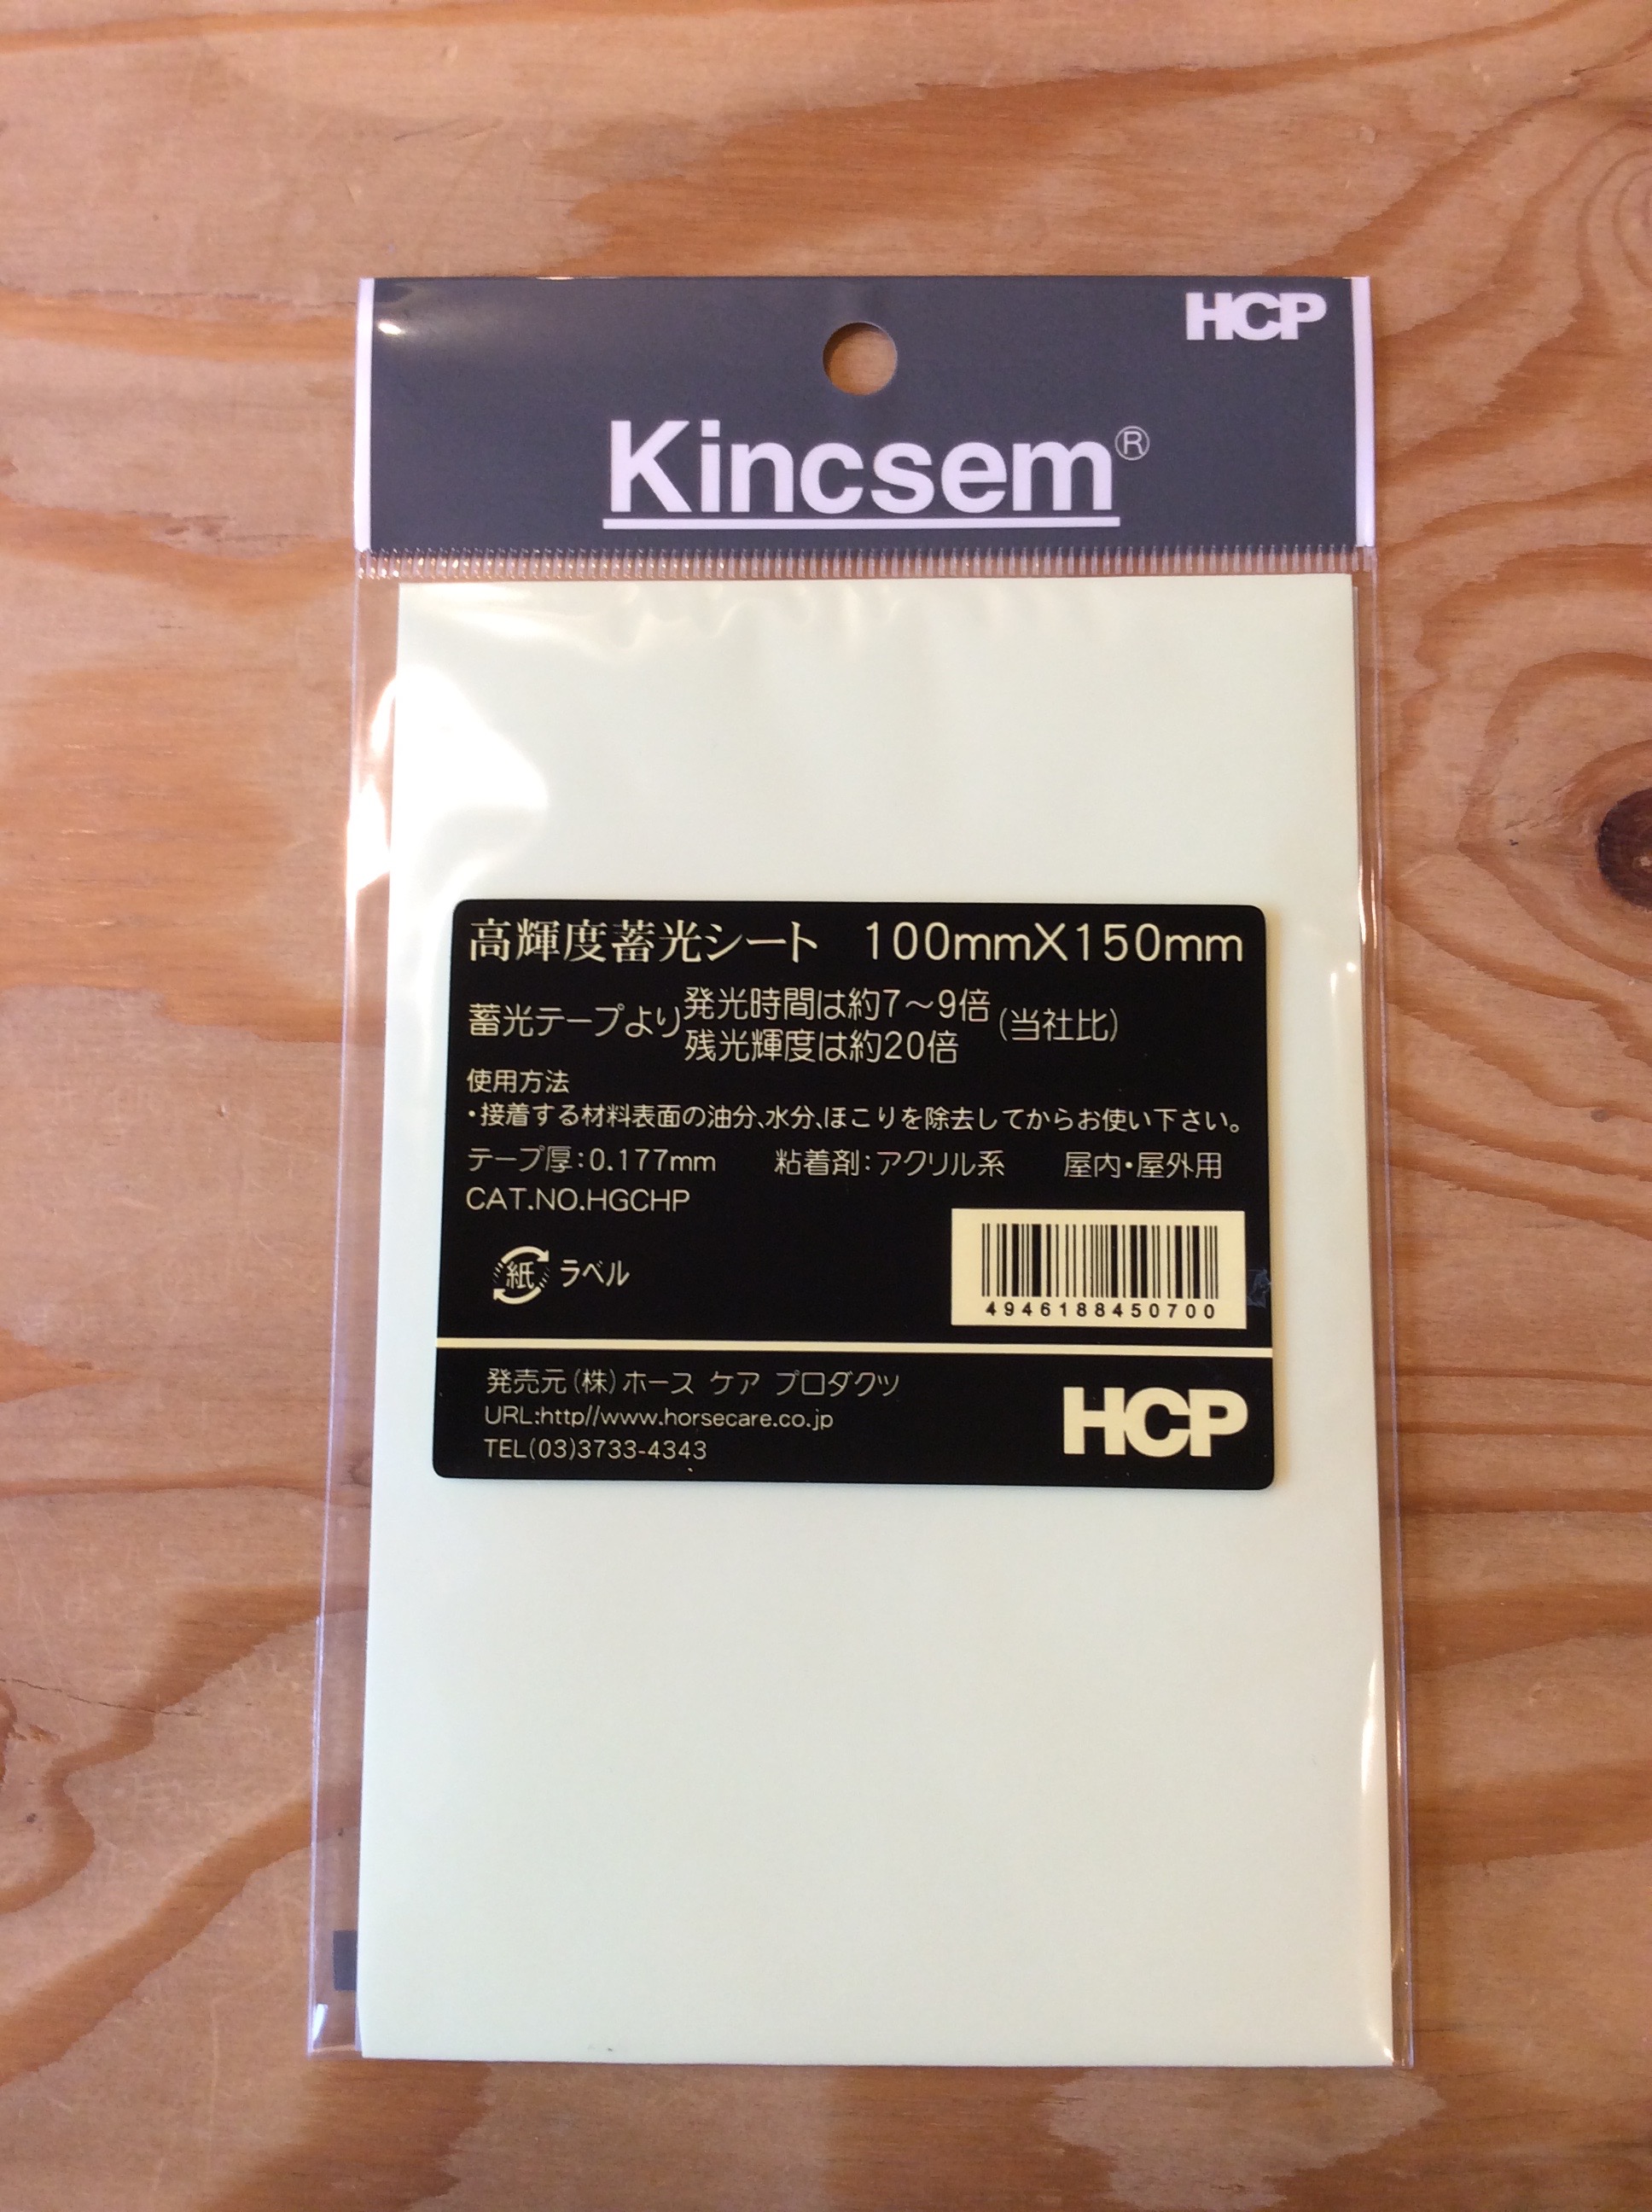 HCP
Kincsem®
高輝度蓄光シート 100mmX150mm
蓄光テープより発光時間は約7～9倍(当社比)
残光輝度は約20倍
使用方法
・接着する材料表面の油分、水分、ほこりを除去してからお使い下さい。
テープ厚:0.177mm 粘着剤:アクリル系 屋内・屋外用
CAT.NO.HGCHP
紙 ラベル
4946188450700
発売元(株)ホース ケア プロダクツ
URL:http//www.horsecare.co.jp
TEL(03)3733-4343
HCP